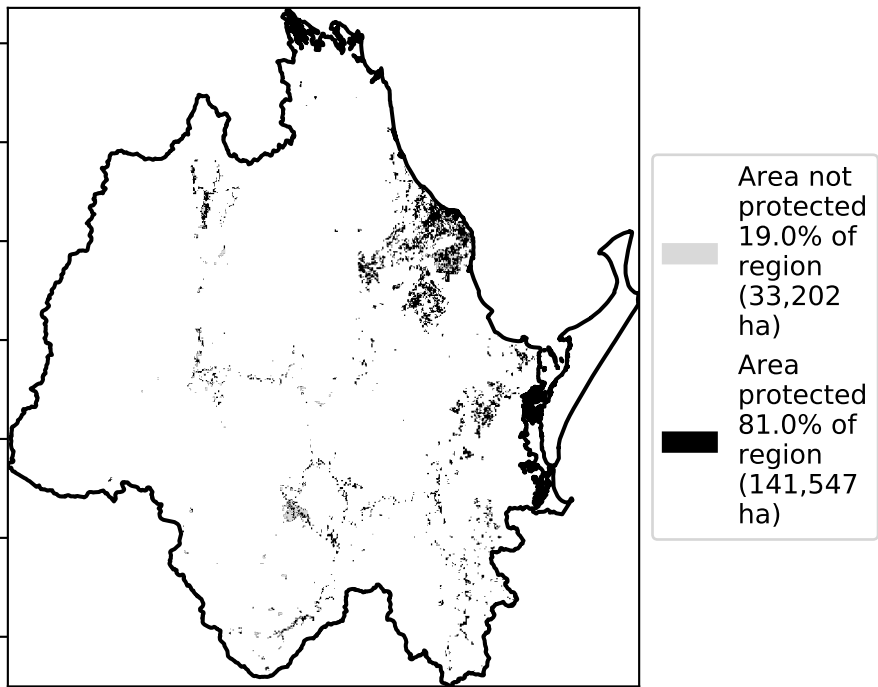 Area not
protected
19.0% of
region
(33,202
ha)
Area
protected
81.0% of
region
(141,547
ha)